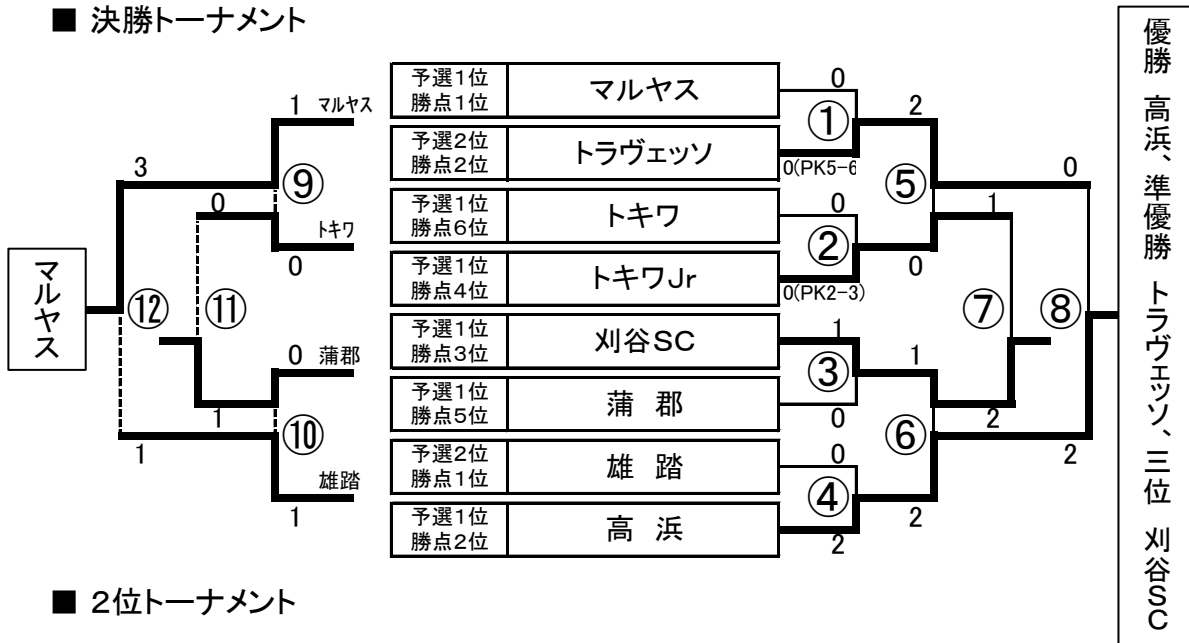 ■ 決勝トーナメント
予選1位
勝点1位
マルヤス
予選2位
勝点2位
トラヴェッソ
予選1位
勝点6位
トキワ
予選1位
勝点4位
トキワJr
予選1位
勝点3位
刈谷SC
予選1位
勝点5位
蒲 郡
予選2位
勝点1位
雄 踏
予選1位
勝点2位
高 浜
0
①
0(PK5-6
0
②
0(PK2-3)
1
③
0
0
④
2
2
⑤
0
1
⑥
2
1
⑦
2
0
⑧
2
優勝 高浜、準優勝 トラヴェッソ、三位 刈谷SC
1 マルヤス
⑨
トキワ
0
0 蒲郡
⑩
雄踏
1
0
⑪
1
3
⑫
1
マルヤス
■ 2位トーナメント